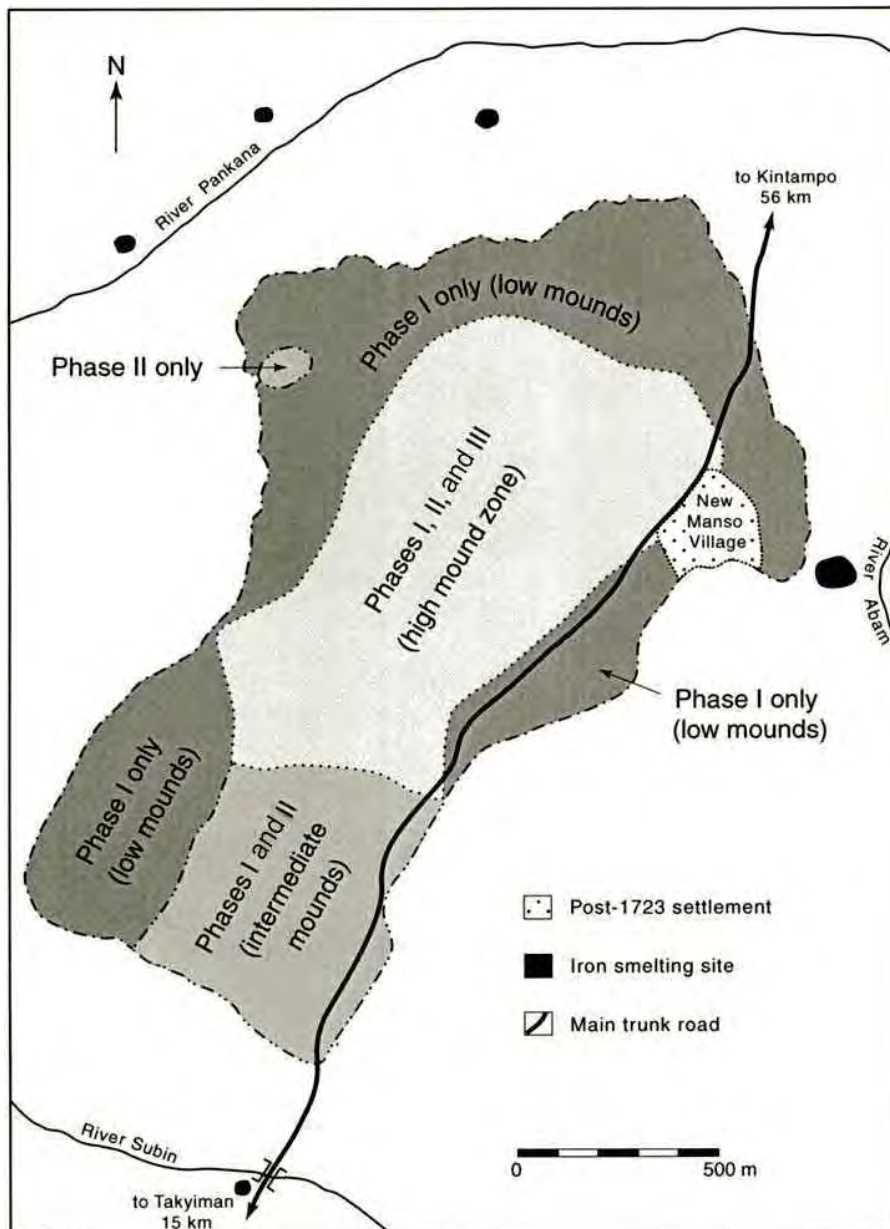 N
River Pankana
to Kintampo
56 km
Phase I only (low mounds)
Phase II only
Phases I, II, and III
(high mound zone)
New
Manso
Village
River Abam
Phase I only
(low mounds)
Phase I only
(low mounds)
Phases I and II
(intermediate
mounds)
Post-1723 settlement
Iron smelting site
Main trunk road
River Subin
0 500 m
to Takyiman
15 km